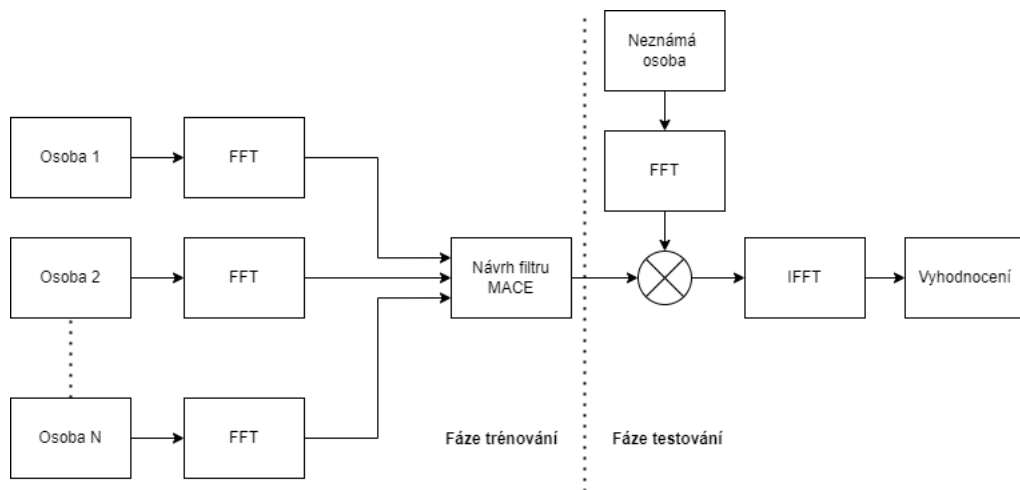 Neznámá
osoba
Osoba 1
FFT
FFT
Osoba 2
FFT
Návrh filtru
MACE
IFFT
Vyhodnocení
Osoba N
FFT
Fáze trénování
Fáze testování